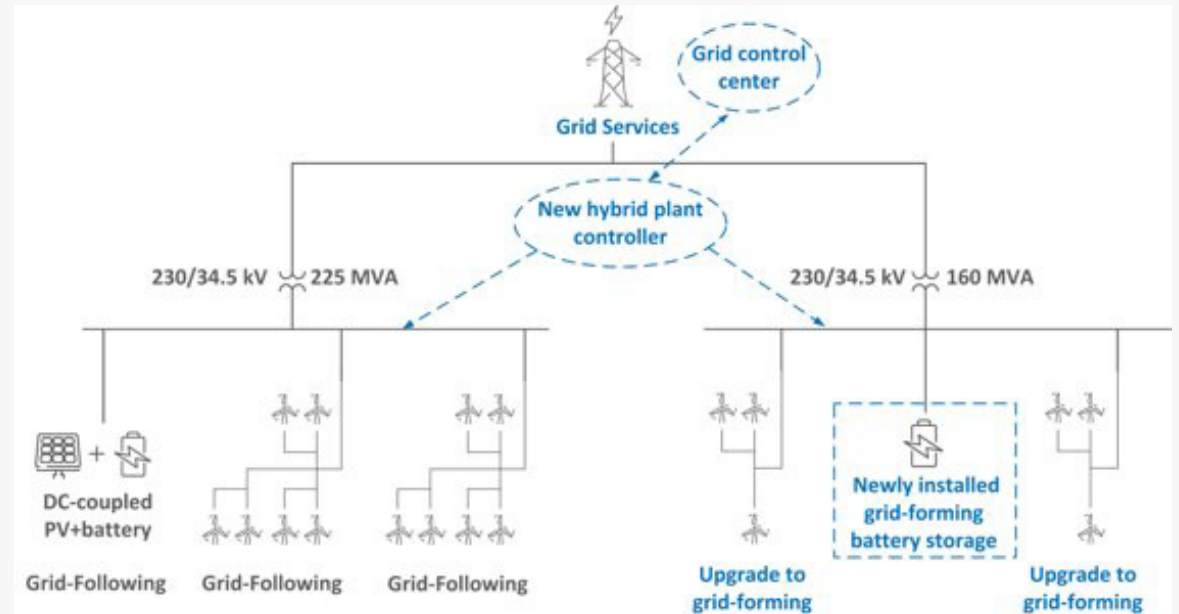 Grid control
center
Grid Services
New hybrid plant
controller
230/34.5 kV 225 MVA
230/34.5 kV 160 MVA
+
DC-coupled
PV+battery
Grid-Following
Grid-Following
Grid-Following
Newly installed
grid-forming
battery storage
Upgrade to
grid-forming
Upgrade to
grid-forming